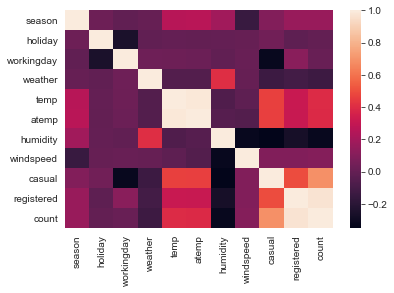 season
holiday
workingday
weather
temp
atemp
humidity
windspeed
casual
registered
count
season
holiday
workingday
weather
temp
atemp
humidity
windspeed
casual
registered
count
1.0
0.8
0.6
0.4
0.2
0.0
−0.2